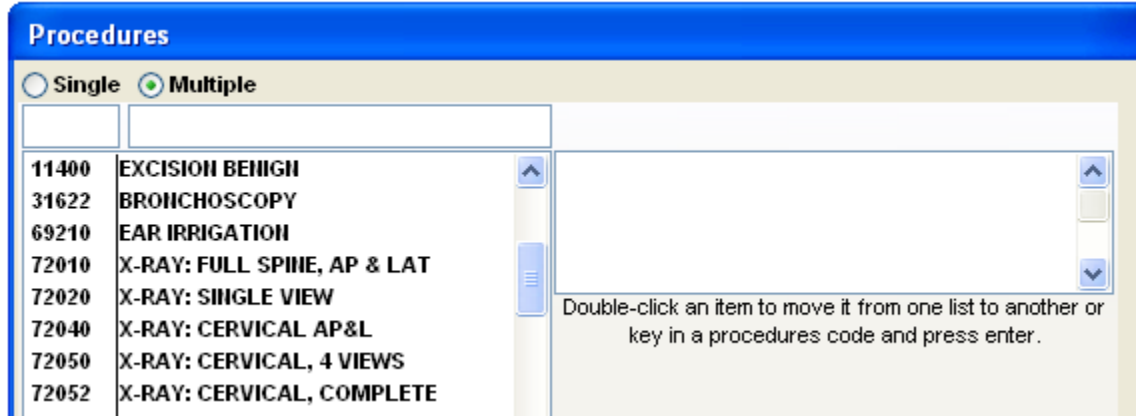 Procedures
Single Multiple
11400 EXCISION BENIGN
31622 BRONCHOSCOPY
69210 EAR IRRIGATION
72010 X-RAY: FULL SPINE, AP & LAT
72020 X-RAY: SINGLE VIEW
72040 X-RAY: CERVICAL AP&L
72050 X-RAY: CERVICAL, 4 VIEWS
72052 X-RAY: CERVICAL, COMPLETE
Double-click an item to move it from one list to another or
key in a procedures code and press enter.